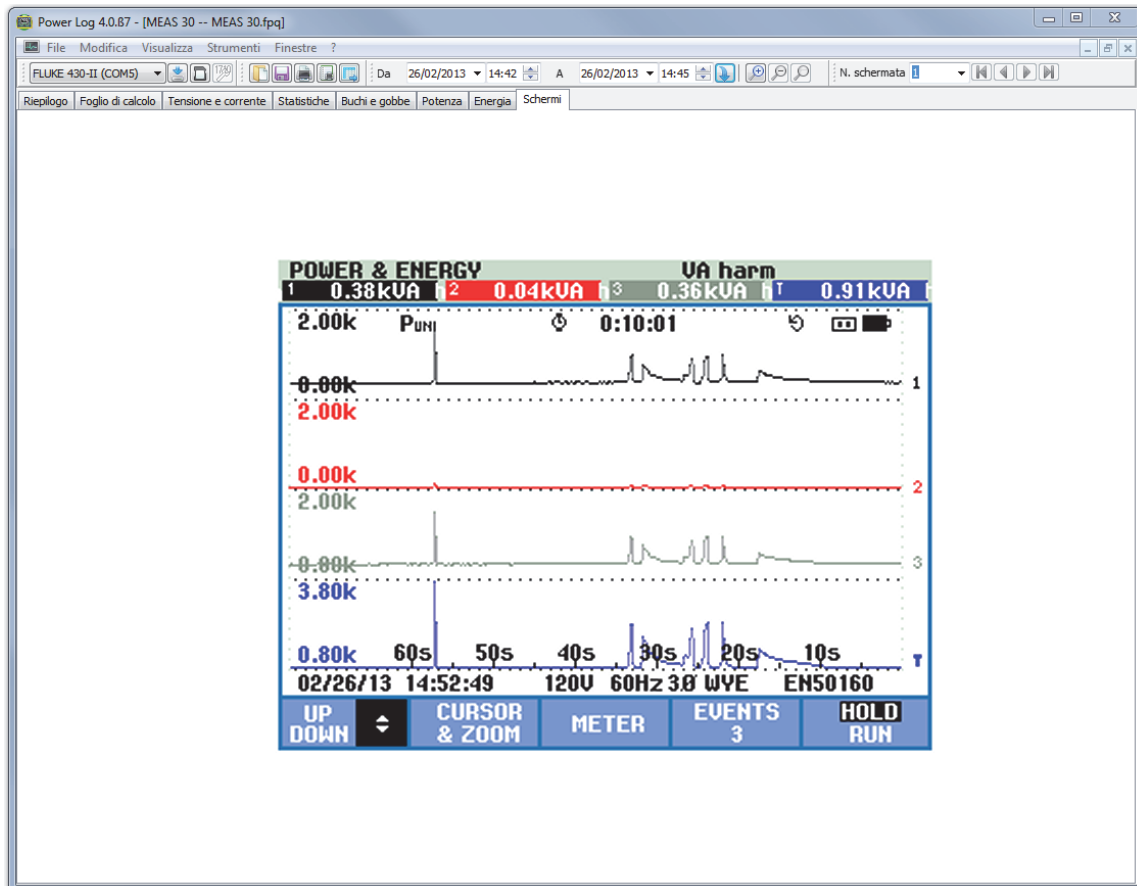 Power Log 4.0.87 - [MEAS 30 -- MEAS 30.fpq]
File Modifica Visualizza Strumenti Finestre ?
FLUKE 430-II (COM5) Da 26/02/2013 14:42 A 26/02/2013 14:45 N. schermata 1
Riepilogo Foglio di calcolo Tensione e corrente Statistiche Buchi e gobbe Potenza Energia Schermi
POWER & ENERGY VA harm
1 0.38kVA h 2 0.04kVA h 3 0.36kVA h T 0.91kVA
2.00k PUNI 0:10:01
0.00k 1
2.00k
0.00k 2
2.00k
0.80k 3
3.80k
0.80k 60s 50s 40s 30s 20s 10s T
02/26/13 14:52:49 120V 60Hz 3Ø WYE EN50160
UP DOWN CURSOR & ZOOM METER EVENTS 3 HOLD RUN